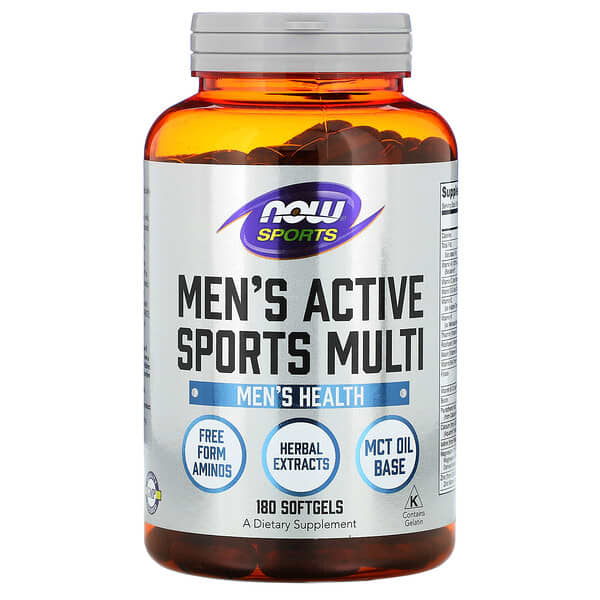 NOW
SPORTS
MEN'S ACTIVE
SPORTS MULTI
MEN'S HEALTH
FREE
FORM
AMINOS
HERBAL
EXTRACTS
MCT OIL
BASE
180 SOFTGELS
A Dietary Supplement
K
Contains
Gelatin